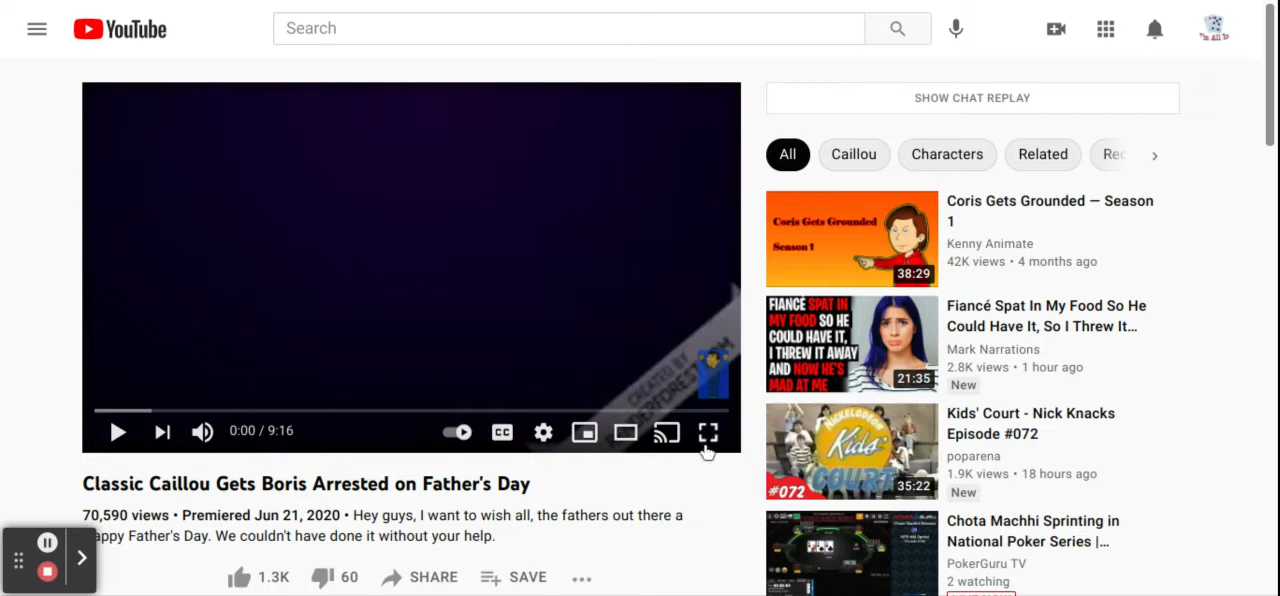 YouTube
Search
SHOW CHAT REPLAY
All
Caillou
Characters
Related
Coris Gets Grounded
Season 1
38:29
Coris Gets Grounded — Season
1
Kenny Animate
42K views • 4 months ago
FIANCÉ SPAT IN
MY FOOD SO HE
COULD HAVE IT,
I THREW IT AWAY
AND NOW HE'S
MAD AT ME
21:35
Fiancé Spat In My Food So He
Could Have It, So I Threw It...
Mark Narrations
2.8K views • 1 hour ago
New
CREATED BY
0:00 / 9:16
CC
NICKELODEON
Kids'
COURT
#072
35:22
Kids' Court - Nick Knacks
Episode #072
poparena
1.9K views • 18 hours ago
New
Classic Caillou Gets Boris Arrested on Father's Day
70,590 views • Premiered Jun 21, 2020 • Hey guys, I want to wish all, the fathers out there a
appy Father's Day. We couldn't have done it without your help.
1.3K
60
SHARE
SAVE
Chota Machhi Sprinting in
National Poker Series |...
PokerGuru TV
2 watching